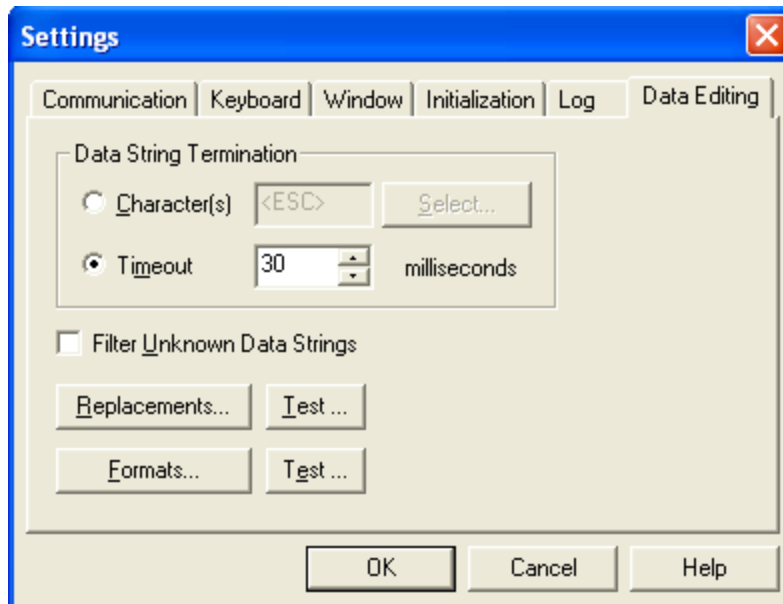 Settings
Communication Keyboard Window Initialization Log Data Editing
Data String Termination
Character(s) <ESC> Select...
Timeout 30 milliseconds
Filter Unknown Data Strings
Replacements... Test ...
Formats... Test ...
OK Cancel Help